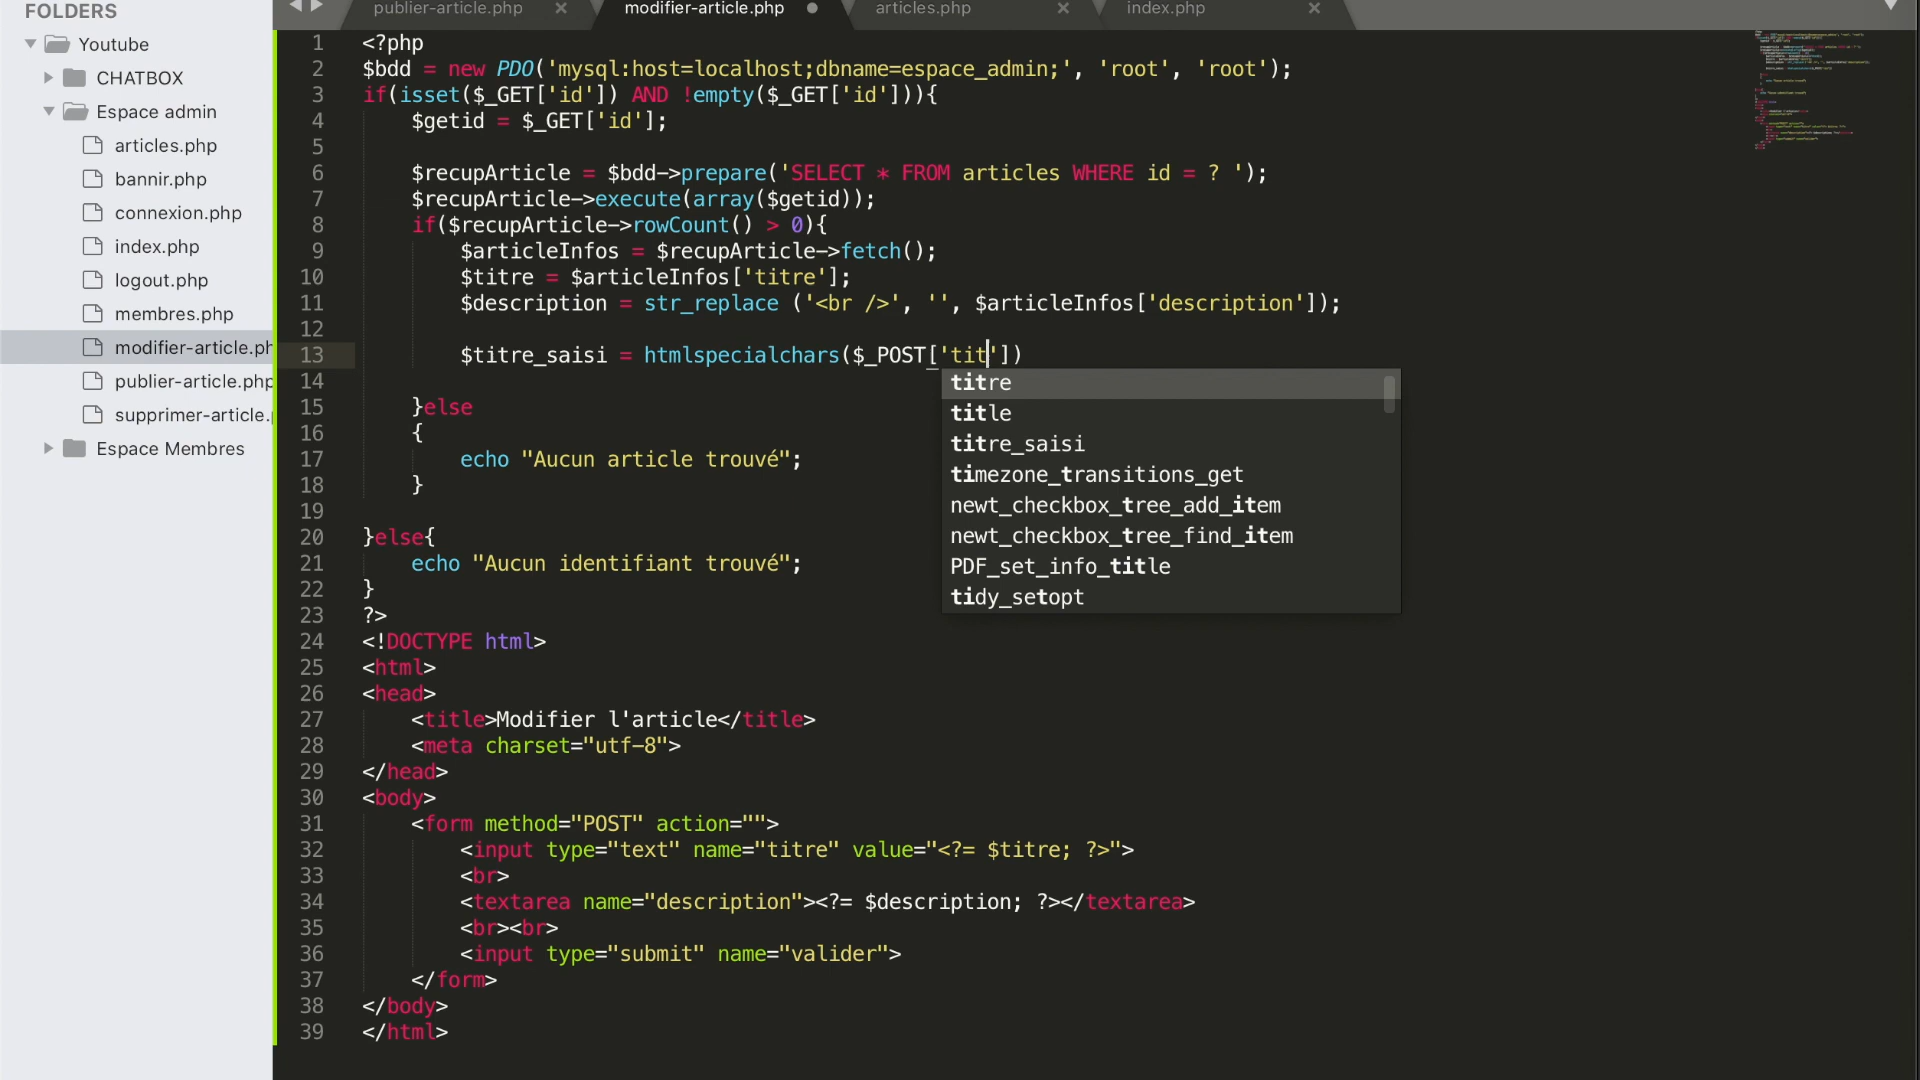 FOLDERS
Youtube
CHATBOX
Espace admin
articles.php
bannir.php
connexion.php
index.php
logout.php
membres.php
modifier-article.ph
publier-article.php
supprimer-article.
Espace Membres
publier-article.php
modifier-article.php
articles.php
index.php
1 <?php
2 $bdd = new PDO('mysql:host=localhost;dbname=espace_admin;', 'root', 'root');
3 if(isset($_GET['id']) AND !empty($_GET['id'])){
4 $getid = $_GET['id'];
5
6 $recupArticle = $bdd->prepare('SELECT * FROM articles WHERE id = ? ');
7 $recupArticle->execute(array($getid));
8 if($recupArticle->rowCount() > 0){
9 $articleInfos = $recupArticle->fetch();
10 $titre = $articleInfos['titre'];
11 $description = str_replace ('<br />', '', $articleInfos['description']);
12
13 $titre_saisi = htmlspecialchars($_POST['tit'])
14
15 }else
16 {
17 echo "Aucun article trouvé";
18 }
19
20 }else{
21 echo "Aucun identifiant trouvé";
22 }
23 ?>
24 <!DOCTYPE html>
25 <html>
26 <head>
27 <title>Modifier l'article</title>
28 <meta charset="utf-8">
29 </head>
30 <body>
31 <form method="POST" action="">
32 <input type="text" name="titre" value="<?= $titre; ?>">
33 <br>
34 <textarea name="description"><?= $description; ?></textarea>
35 <br><br>
36 <input type="submit" name="valider">
37 </form>
38 </body>
39 </html>
titre
title
titre_saisi
timezone_transitions_get
newt_checkbox_tree_add_item
newt_checkbox_tree_find_item
PDF_set_info_title
tidy_setopt